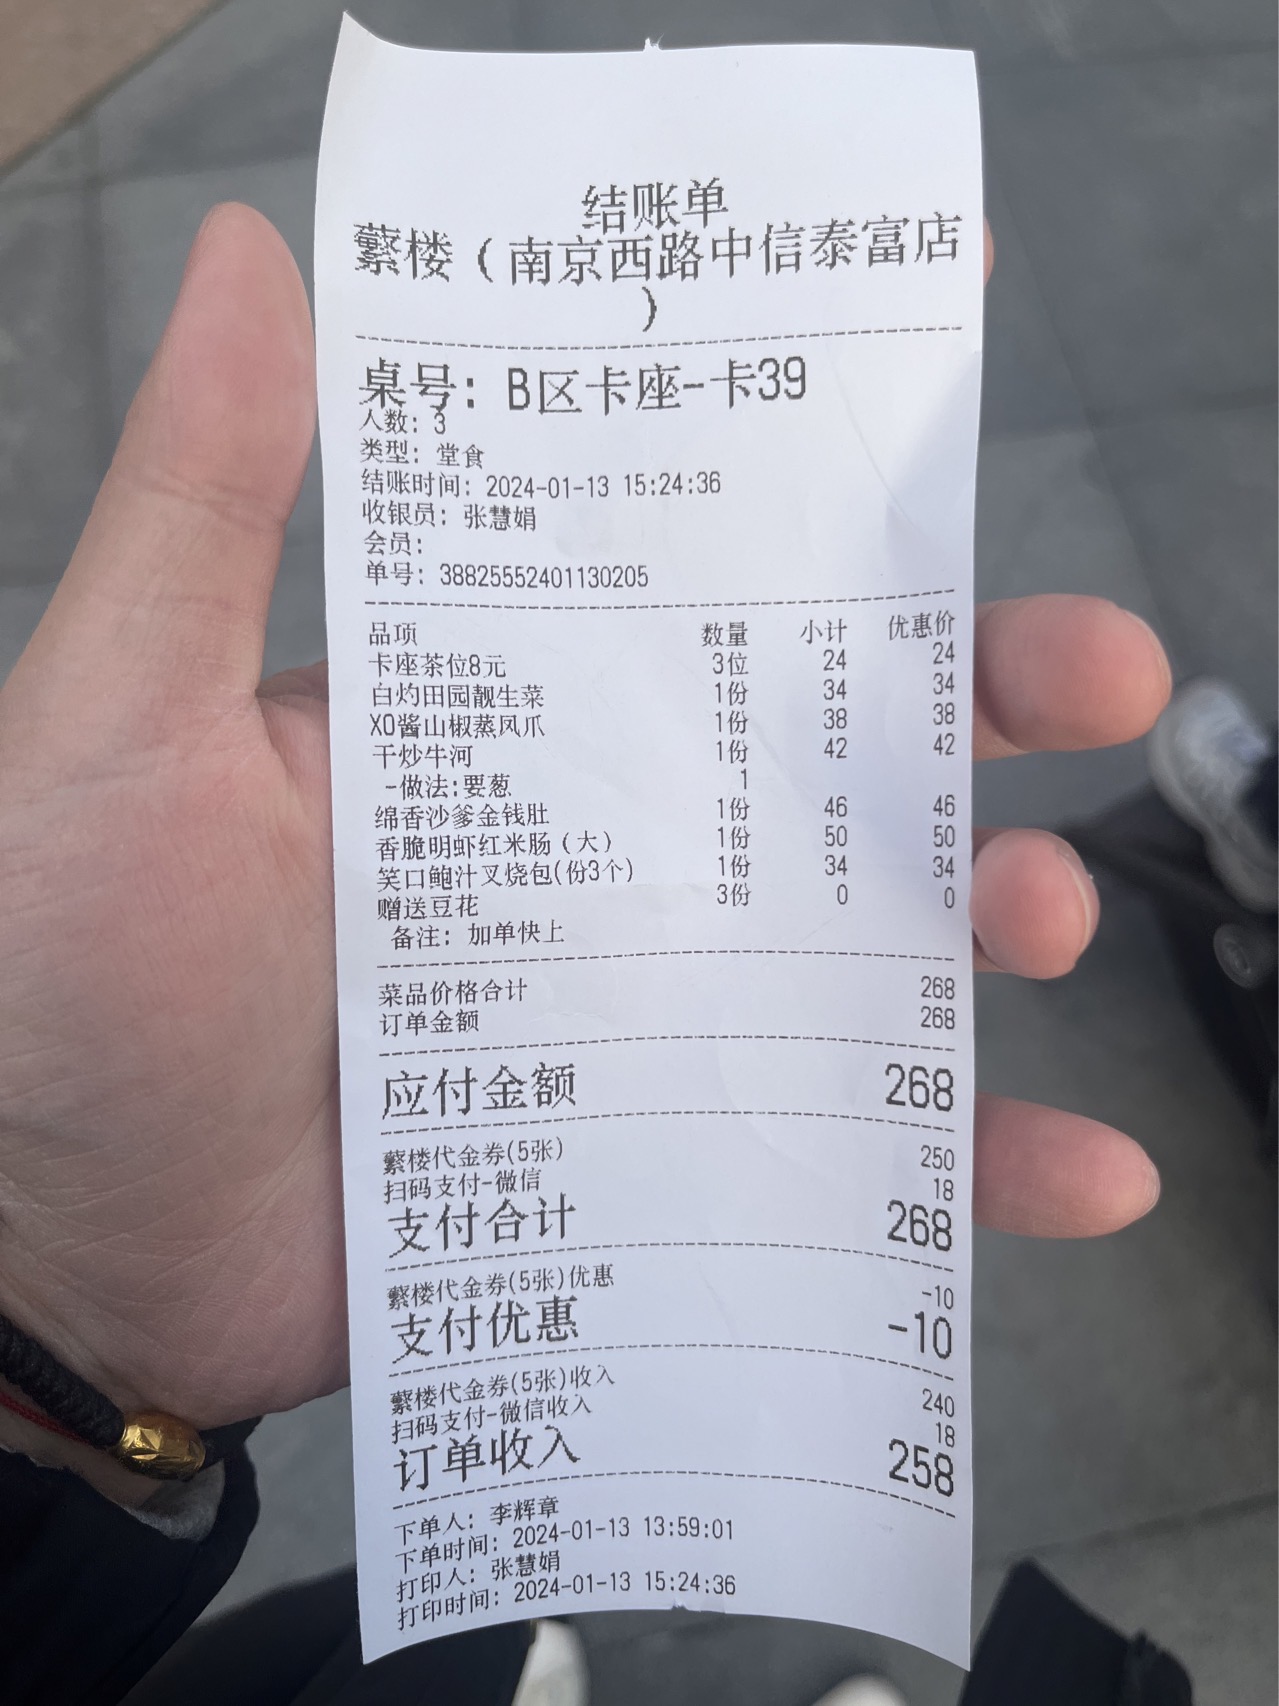 结账单
蘩楼（南京西路中信泰富店
）
桌号：B区卡座-卡39
人数：3
类型：堂食
结账时间：2024-01-13 15:24:36
收银员：张慧娟
会员：
单号：38825552401130205
品项 数量 小计 优惠价
卡座茶位8元 3位 24 24
白灼田园靓生菜 1份 34 34
XO酱山椒蒸凤爪 1份 38 38
干炒牛河 1份 42 42
-做法:要葱 1
绵香沙爹金钱肚 1份 46 46
香脆明虾红米肠（大） 1份 50 50
笑口鲍汁叉烧包(份3个) 1份 34 34
赠送豆花 3份 0 0
备注：加单快上
菜品价格合计 268
订单金额 268
应付金额 268
蘩楼代金券(5张) 250
扫码支付-微信 18
支付合计 268
蘩楼代金券(5张)优惠 -10
支付优惠 -10
蘩楼代金券(5张)收入 240
扫码支付-微信收入 18
订单收入 258
下单人：李辉章
下单时间：2024-01-13 13:59:01
打印人：张慧娟
打印时间：2024-01-13 15:24:36